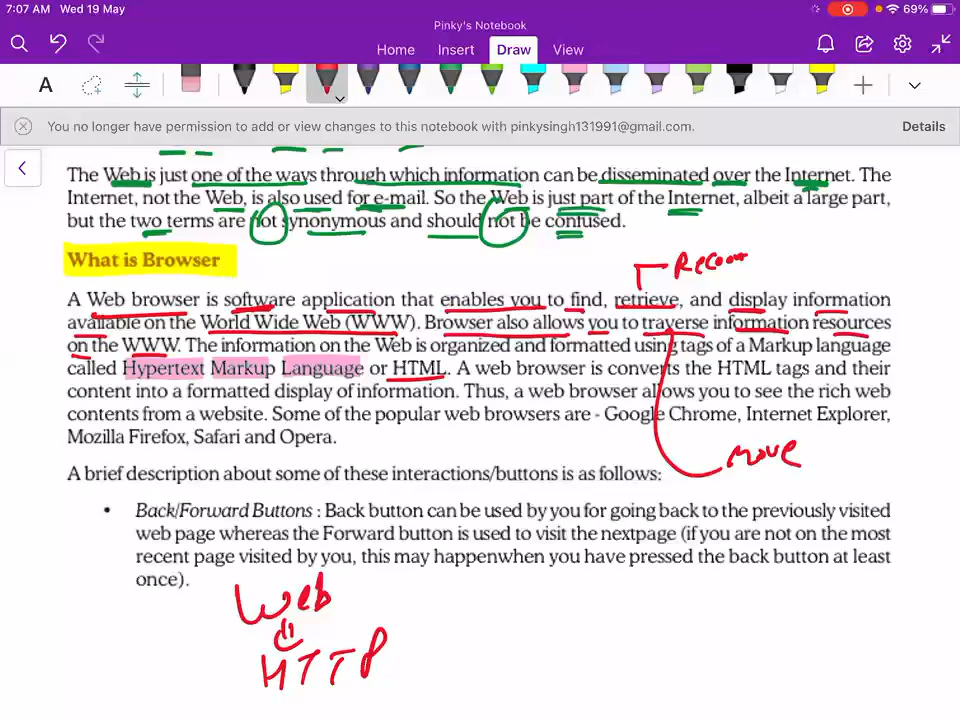 7:07 AM Wed 19 May
69%
Pinky's Notebook
Home Insert Draw View
A
You no longer have permission to add or view changes to this notebook with pinkysingh131991@gmail.com. Details
The Web is just one of the ways through which information can be disseminated over the Internet. The
Internet, not the Web, is also used for e-mail. So the Web is just part of the Internet, albeit a large part,
but the two terms are not synonymous and should not be confused.
What is Browser
A Web browser is software application that enables you to find, retrieve, and display information
available on the World Wide Web (WWW). Browser also allows you to traverse information resources
on the WWW. The information on the Web is organized and formatted using tags of a Markup language
called Hypertext Markup Language or HTML. A web browser is converts the HTML tags and their
content into a formatted display of information. Thus, a web browser allows you to see the rich web
contents from a website. Some of the popular web browsers are - Google Chrome, Internet Explorer,
Mozilla Firefox, Safari and Opera.
move
A brief description about some of these interactions/buttons is as follows:
• Back/Forward Buttons : Back button can be used by you for going back to the previously visited
web page whereas the Forward button is used to visit the nextpage (if you are not on the most
recent page visited by you, this may happenwhen you have pressed the back button at least
once).
Web
HTTP